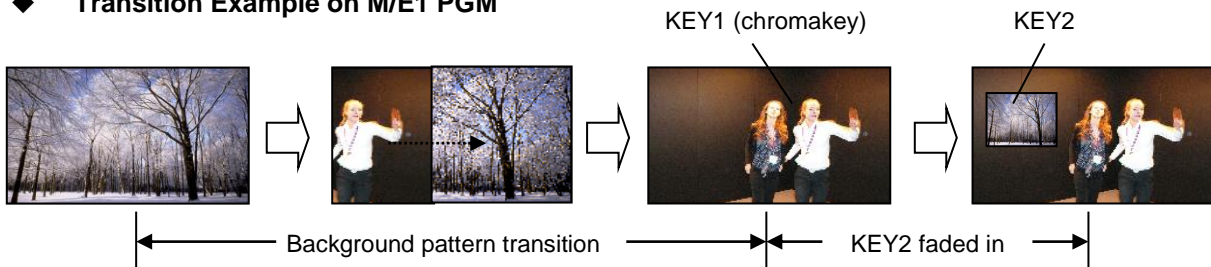 ◆ Transition Example on M/E1 PGM
KEY1 (chromakey)
KEY2
Background pattern transition
KEY2 faded in